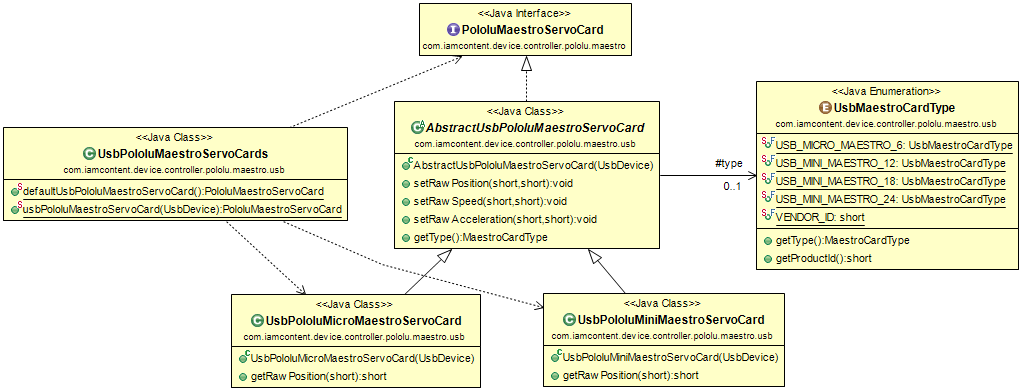 <<Java Interface>>
I PololuMaestroServoCard
com.iamcontent.device.controller.pololu.maestro
<<Java Class>>
C UsbPololuMaestroServoCards
com.iamcontent.device.controller.pololu.maestro.usb
S defaultUsbPololuMaestroServoCard():PololuMaestroServoCard
S usbPololuMaestroServoCard(UsbDevice):PololuMaestroServoCard
<<Java Class>>
C A AbstractUsbPololuMaestroServoCard
com.iamcontent.device.controller.pololu.maestro.usb
C AbstractUsbPololuMaestroServoCard(UsbDevice)
setRawPosition(short,short):void
setRawSpeed(short,short):void
setRawAcceleration(short,short):void
getType():MaestroCardType
#type
0..1
<<Java Enumeration>>
E UsbMaestroCardType
com.iamcontent.device.controller.pololu.maestro.usb
S F USB_MICRO_MAESTRO_6: UsbMaestroCardType
S F USB_MINI_MAESTRO_12: UsbMaestroCardType
S F USB_MINI_MAESTRO_18: UsbMaestroCardType
S F USB_MINI_MAESTRO_24: UsbMaestroCardType
S F VENDOR_ID: short
getType():MaestroCardType
getProductId():short
<<Java Class>>
C UsbPololuMicroMaestroServoCard
com.iamcontent.device.controller.pololu.maestro.usb
C UsbPololuMicroMaestroServoCard(UsbDevice)
getRawPosition(short):short
<<Java Class>>
C UsbPololuMiniMaestroServoCard
com.iamcontent.device.controller.pololu.maestro.usb
C UsbPololuMiniMaestroServoCard(UsbDevice)
getRawPosition(short):short